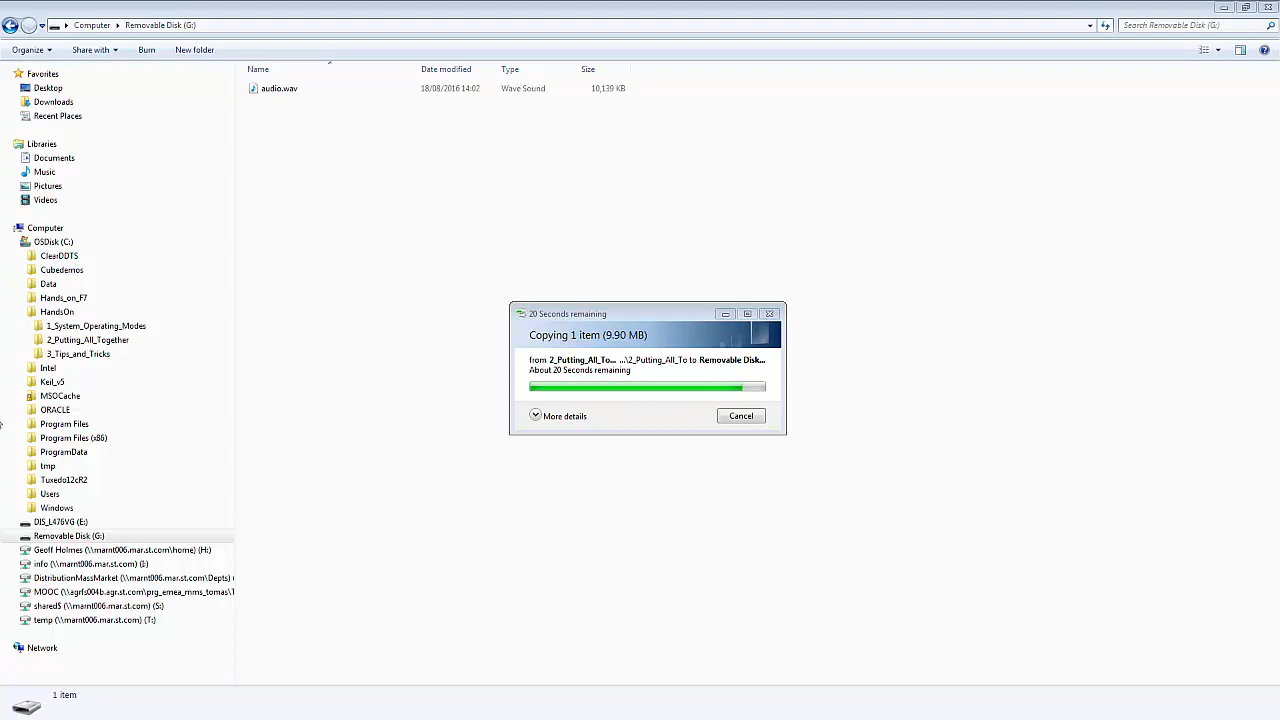 Computer Removable Disk (G:) Search Removable Disk (G:)
Organize Share with Burn New folder
Name Date modified Type Size
audio.wav 18/08/2016 14:02 Wave Sound 10,139 KB
Favorites
Desktop
Downloads
Recent Places
Libraries
Documents
Music
Pictures
Videos
Computer
OSDisk (C:)
ClearDDTS
Cubedemos
Data
Hands_on_F7
HandsOn
1_System_Operating_Modes
2_Putting_All_Together
3_Tips_and_Tricks
Intel
Keil_v5
MSOCache
ORACLE
Program Files
Program Files (x86)
ProgramData
tmp
Tuxedo12cR2
Users
Windows
DIS_L476VG (E:)
Removable Disk (G:)
Geoff Holmes (\\marnt006.mar.st.com\home) (H:)
info (\\marnt006.mar.st.com) (I:)
DistributionMassMarket (\\marnt006.mar.st.com\Depts) (
MOOC (\\agrfs004b.agr.st.com\prg_emea_mms_tomas\T
shared$ (\\marnt006.mar.st.com) (S:)
temp (\\marnt006.mar.st.com) (T:)
Network
20 Seconds remaining
Copying 1 item (9.90 MB)
from 2_Putting_All_To... ...\2_Putting_All_To to Removable Disk...
About 20 Seconds remaining
More details Cancel
1 item